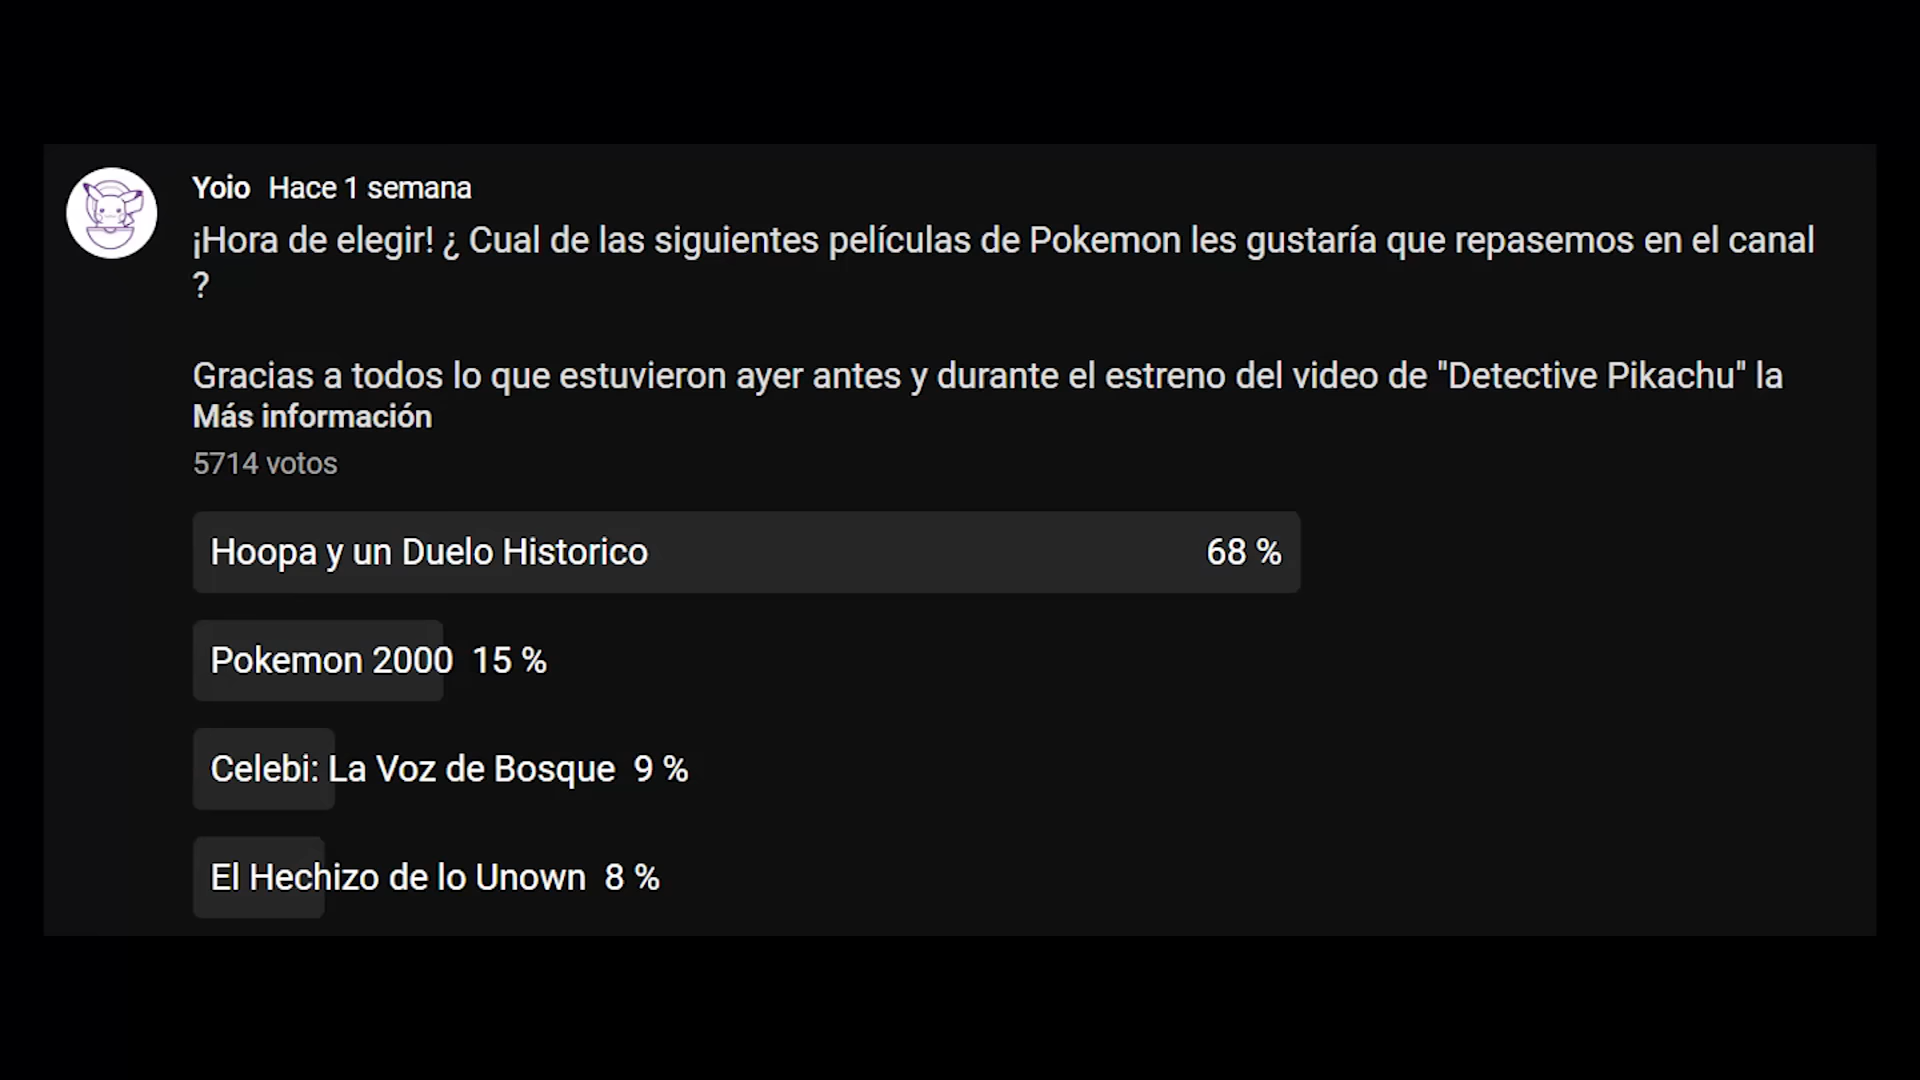 Yoio Hace 1 semana
¡Hora de elegir! ¿ Cual de las siguientes películas de Pokemon les gustaría que repasemos en el canal
?
Gracias a todos lo que estuvieron ayer antes y durante el estreno del video de "Detective Pikachu" la
Más información
5714 votos
Hoopa y un Duelo Historico 68 %
Pokemon 2000 15 %
Celebi: La Voz de Bosque 9 %
El Hechizo de lo Unown 8 %